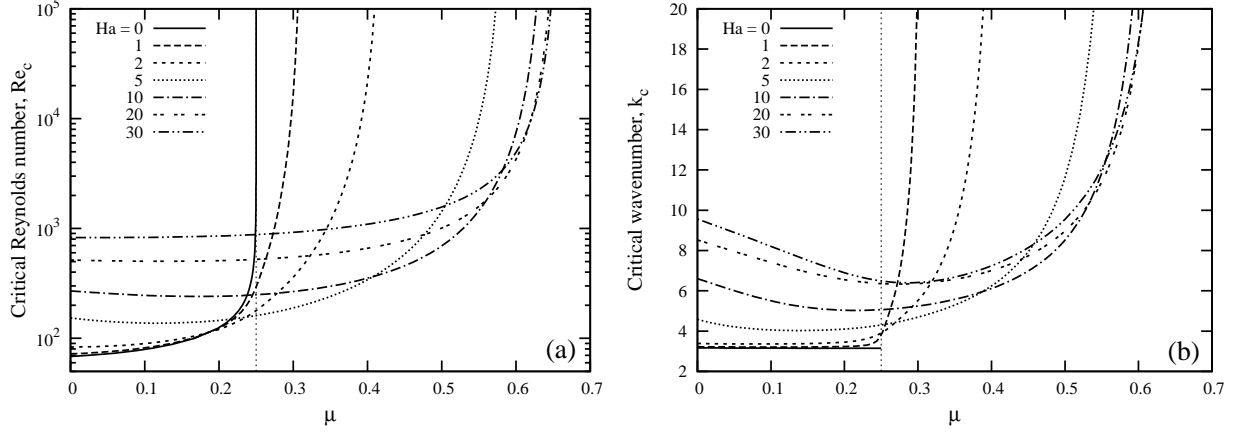 Critical Reynolds number, Re_c
10^5
10^4
10^3
10^2
Ha = 0
1
2
5
10
20
30
(a)
0 0.1 0.2 0.3 0.4 0.5 0.6 0.7
μ
Critical wavenumber, k_c
20
18
16
14
12
10
8
6
4
2
Ha = 0
1
2
5
10
20
30
(b)
0 0.1 0.2 0.3 0.4 0.5 0.6 0.7
μ